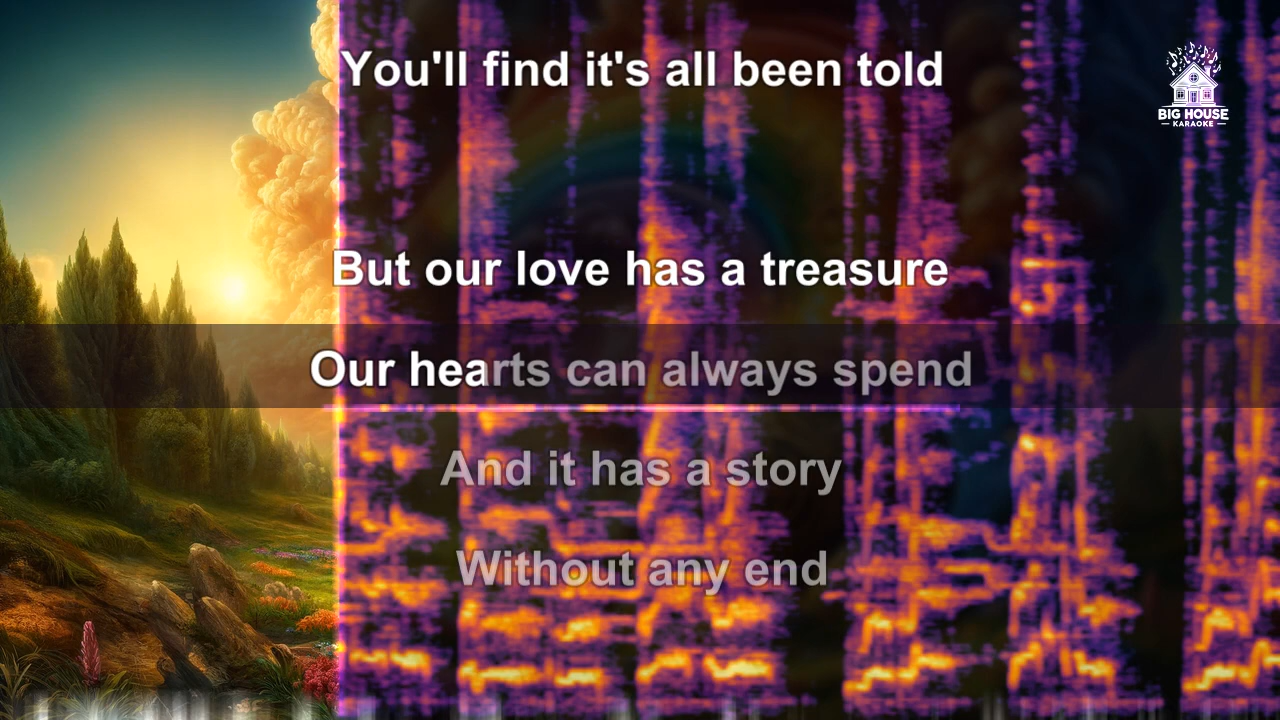 You'll find it's all been told
But our love has a treasure
Our hearts can always spend
And it has a story
Without any end
BIG HOUSE
KARAOKE